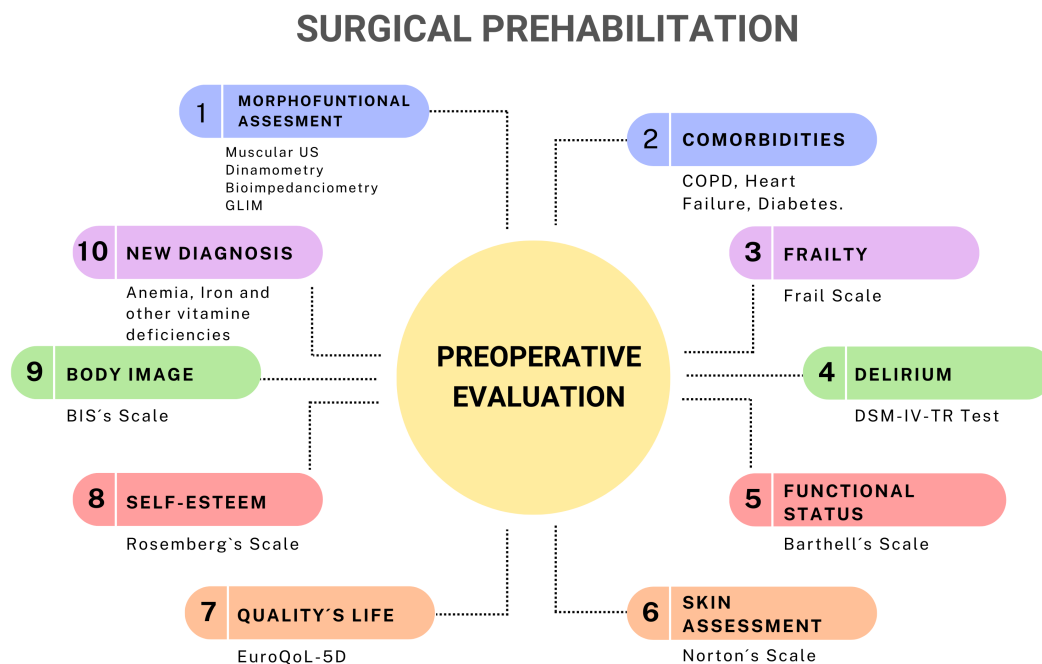 SURGICAL PREHABILITATION
1
MORPHOFUNTIONAL
ASSESMENT
Muscular US
Dinamometry
Bioimpedanciometry
GLIM
2
COMORBIDITIES
COPD, Heart
Failure, Diabetes.
3
FRAILTY
Frail Scale
4
DELIRIUM
DSM-IV-TR Test
5
FUNCTIONAL
STATUS
Barthell´s Scale
6
SKIN
ASSESSMENT
Norton´s Scale
7
QUALITY´S LIFE
EuroQoL-5D
8
SELF-ESTEEM
Rosemberg`s Scale
9
BODY IMAGE
BIS´s Scale
10
NEW DIAGNOSIS
Anemia, Iron and
other vitamine
deficiencies
PREOPERATIVE
EVALUATION